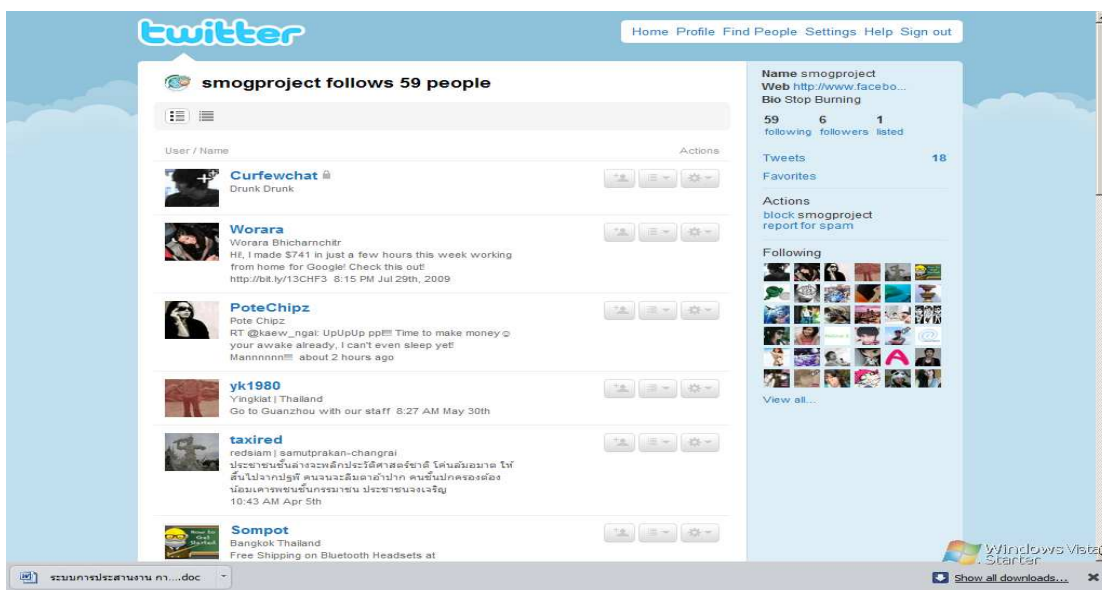 twitter
Home Profile Find People Settings Help Sign out
smogproject follows 59 people
User / Name Actions
Curfewchat
Drunk Drunk
Worara
Worara Bhicharnchitr
Hi!, I made $741 in just a few hours this week working
from home for Google! Check this out!
http://bit.ly/13CHF3 8:15 PM Jul 29th, 2009
PoteChipz
Pote Chipz
RT @kaew_ngai: UpUpUp ppl!!! Time to make money☺
your awake already, I can't even sleep yet!
Mannnnnn!!! about 2 hours ago
yk1980
Yingkiat | Thailand
Go to Guanzhou with our staff 8:27 AM May 30th
taxired
redsiam | samutprakan-changrai
ประชาชนชั้นล่างจะพลิกประวัติศาสตร์ชาติ โค่นอัมอมาต ให้
สิ้นไปจากปฐพี คนจนจะลืมตาอ้าปาก คนชั้นปกครองต้อง
น้อมเคารพชนชั้นกรรมาชน ประชาชนจงเจริญ
10:43 AM Apr 5th
Sompot
Bangkok Thailand
Free Shipping on Bluetooth Headsets at
Name smogproject
Web http://www.facebo...
Bio Stop Burning
59 6 1
following followers listed
Tweets 18
Favorites
Actions
block smogproject
report for spam
Following
View all...
How to
Get
Started
Windows Vista
Starter
ระบบการประสานงาน กา....doc
Show all downloads...